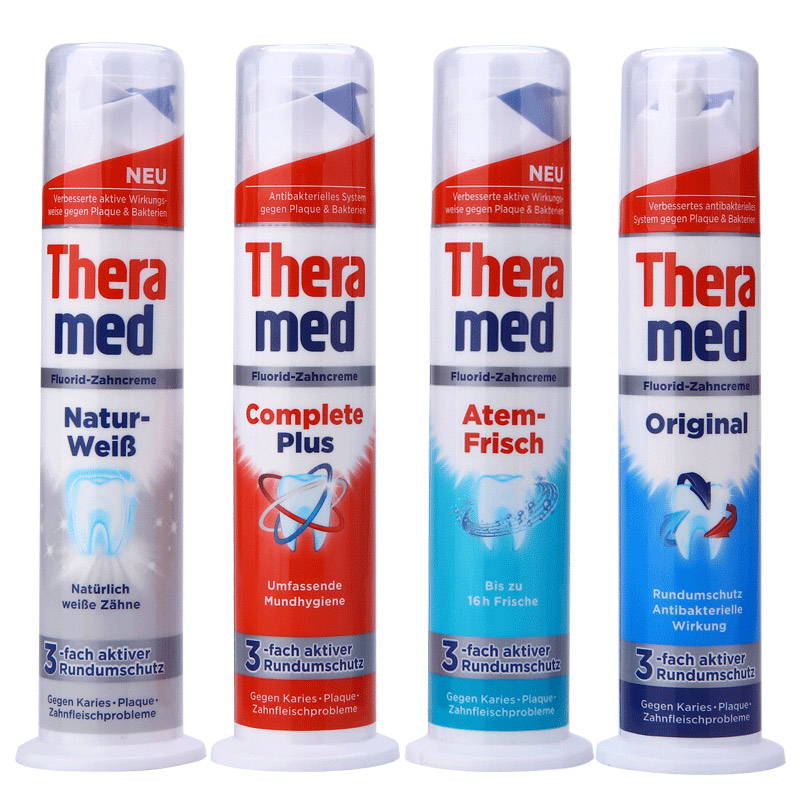 NEU
Verbesserte aktive Wirkungs-
weise gegen Plaque & Bakterien
Thera
med
Fluorid-Zahncreme
Natur-
Weiß
Natürlich
weiße Zähne
3-fach aktiver
Rundumschutz
Gegen Karies • Plaque •
Zahnfleischprobleme
Antibakterielles System
gegen Plaque & Bakterien
Thera
med
Fluorid-Zahncreme
Complete
Plus
Umfassende
Mundhygiene
3-fach aktiver
Rundumschutz
Gegen Karies • Plaque •
Zahnfleischprobleme
NEU
Verbesserte aktive Wirkungs-
weise gegen Plaque & Bakterien
Thera
med
Fluorid-Zahncreme
Atem-
Frisch
Bis zu
16 h Frische
3-fach aktiver
Rundumschutz
Gegen Karies • Plaque •
Zahnfleischprobleme
Verbessertes antibakterielles
System gegen Plaque & Bakterien
Thera
med
Fluorid-Zahncreme
Original
Rundumschutz
Antibakterielle
Wirkung
3-fach aktiver
Rundumschutz
Gegen Karies • Plaque •
Zahnfleischprobleme